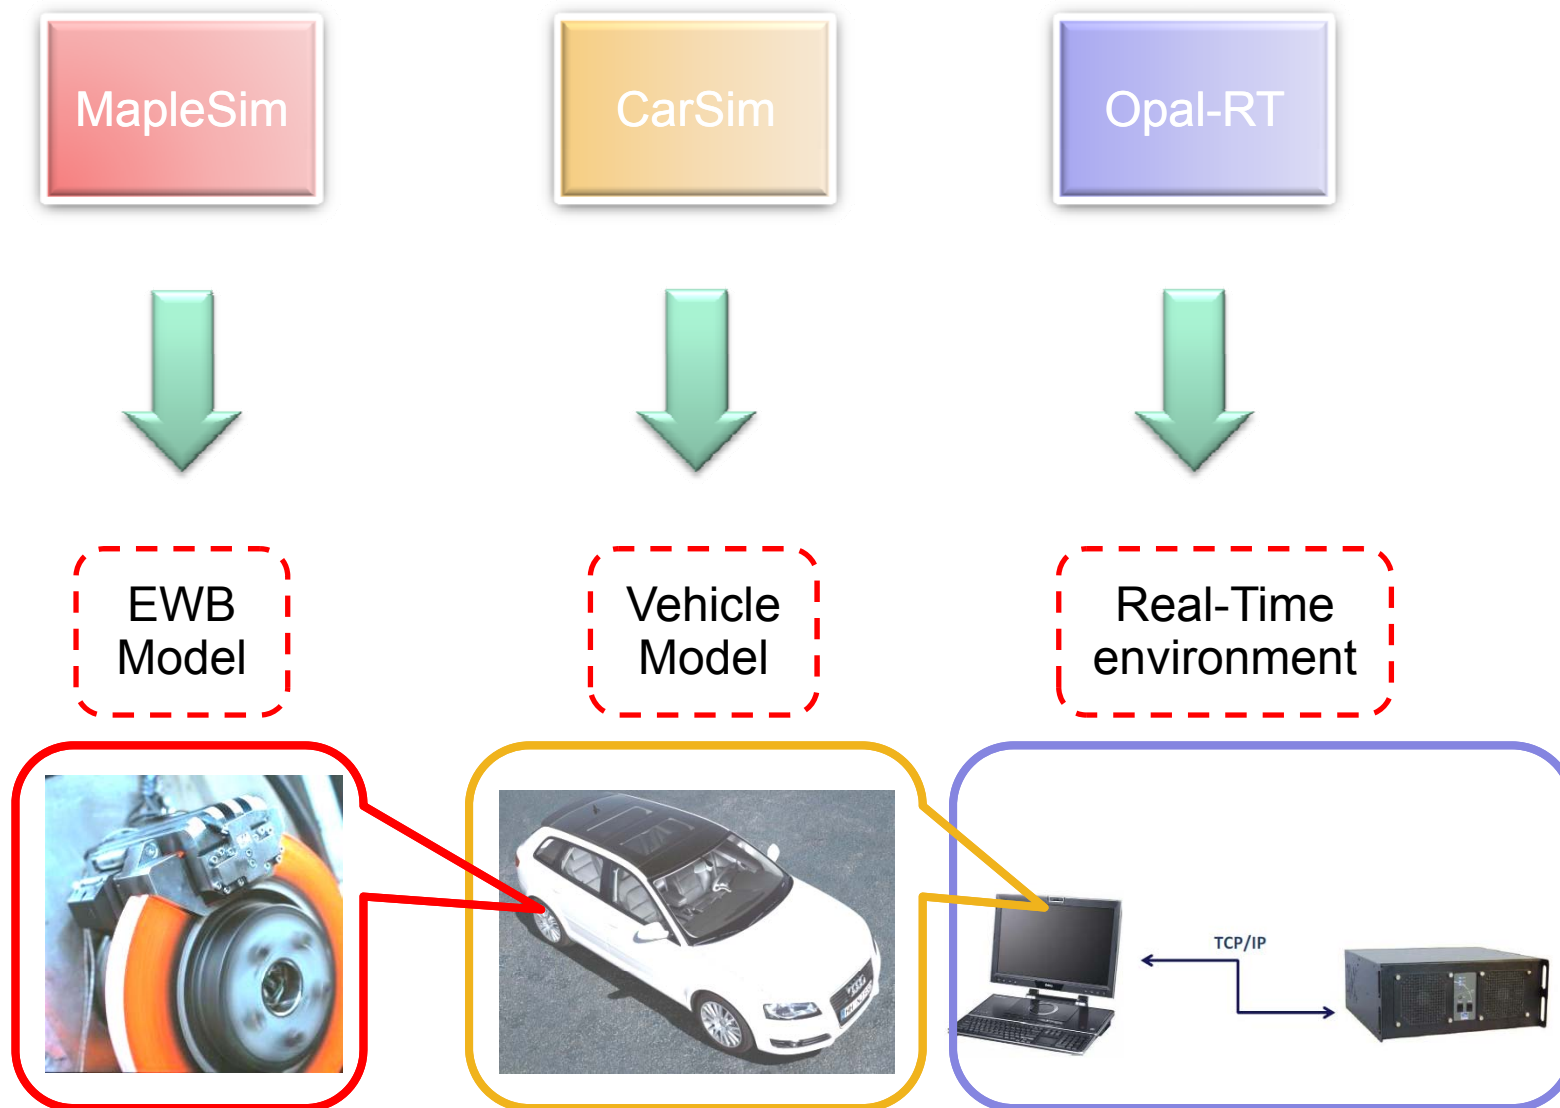 MapleSim
CarSim
Opal-RT
EWB
Model
Vehicle
Model
Real-Time
environment
TCP/IP